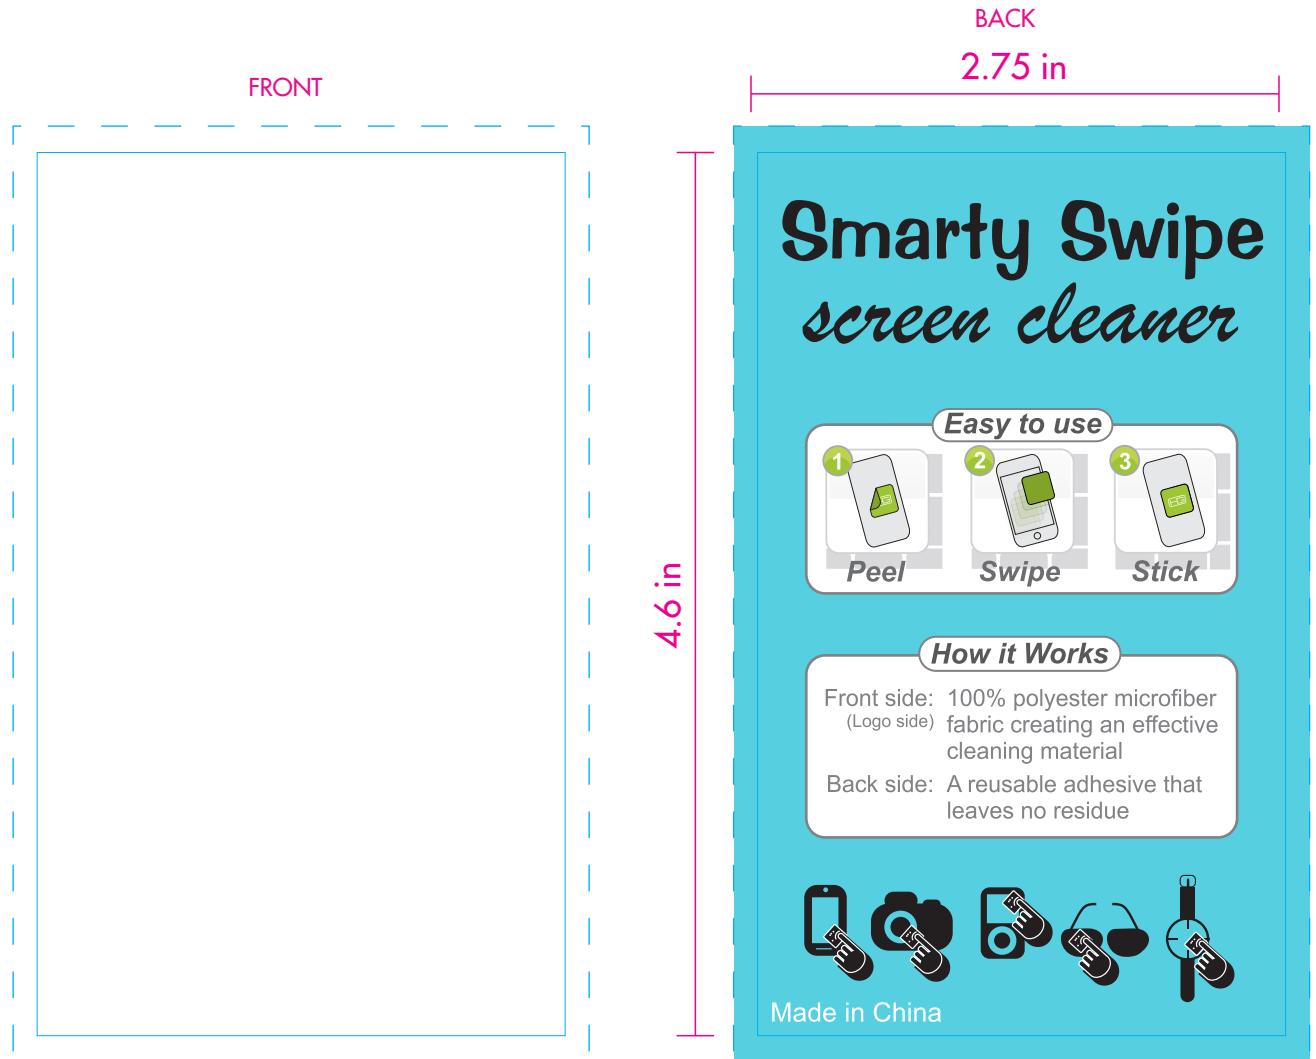 FRONT
BACK
2.75 in
4.6 in
Smarty Swipe
screen cleaner
Easy to use
1
2
3
Peel
Swipe
Stick
How it Works
Front side: 100% polyester microfiber
(Logo side) fabric creating an effective
cleaning material
Back side: A reusable adhesive that
leaves no residue
Made in China